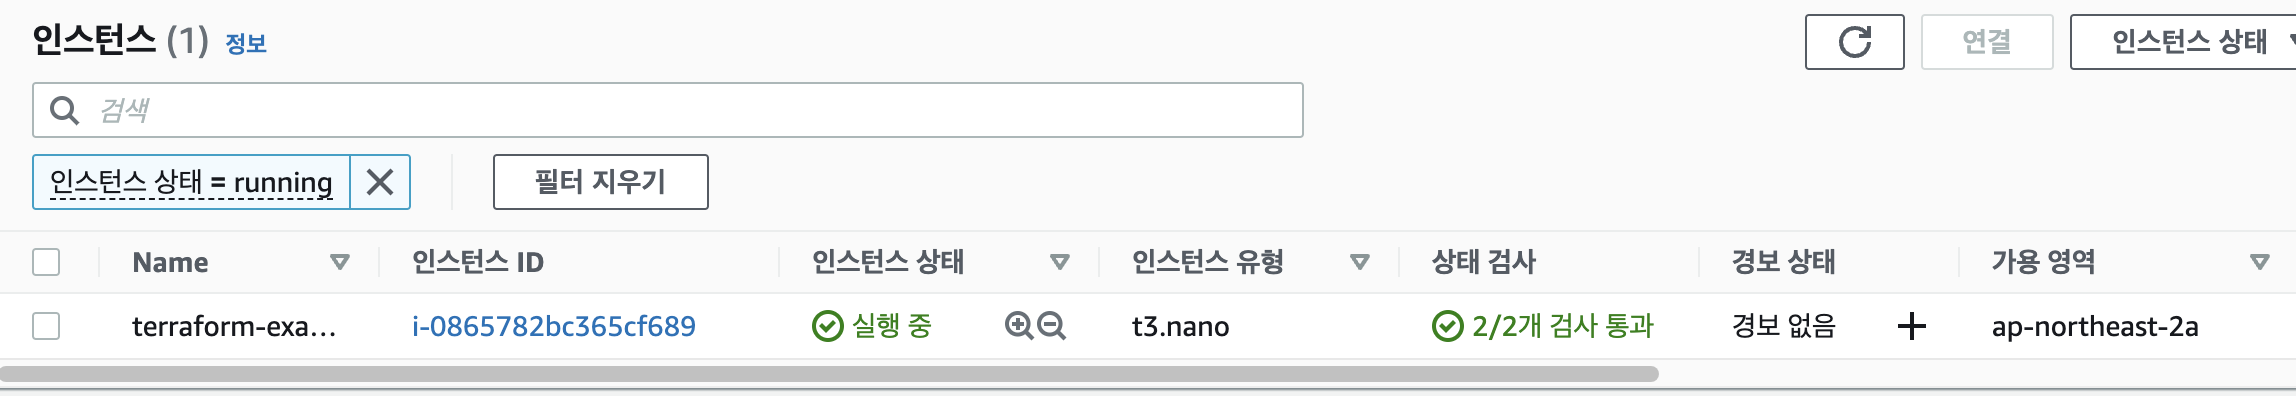 인스턴스 (1) 정보
연결
인스턴스 상태
검색
인스턴스 상태 = running
필터 지우기
Name 인스턴스 ID 인스턴스 상태 인스턴스 유형 상태 검사 경보 상태 가용 영역
terraform-exa... i-0865782bc365cf689 실행 중 t3.nano 2/2개 검사 통과 경보 없음 + ap-northeast-2a